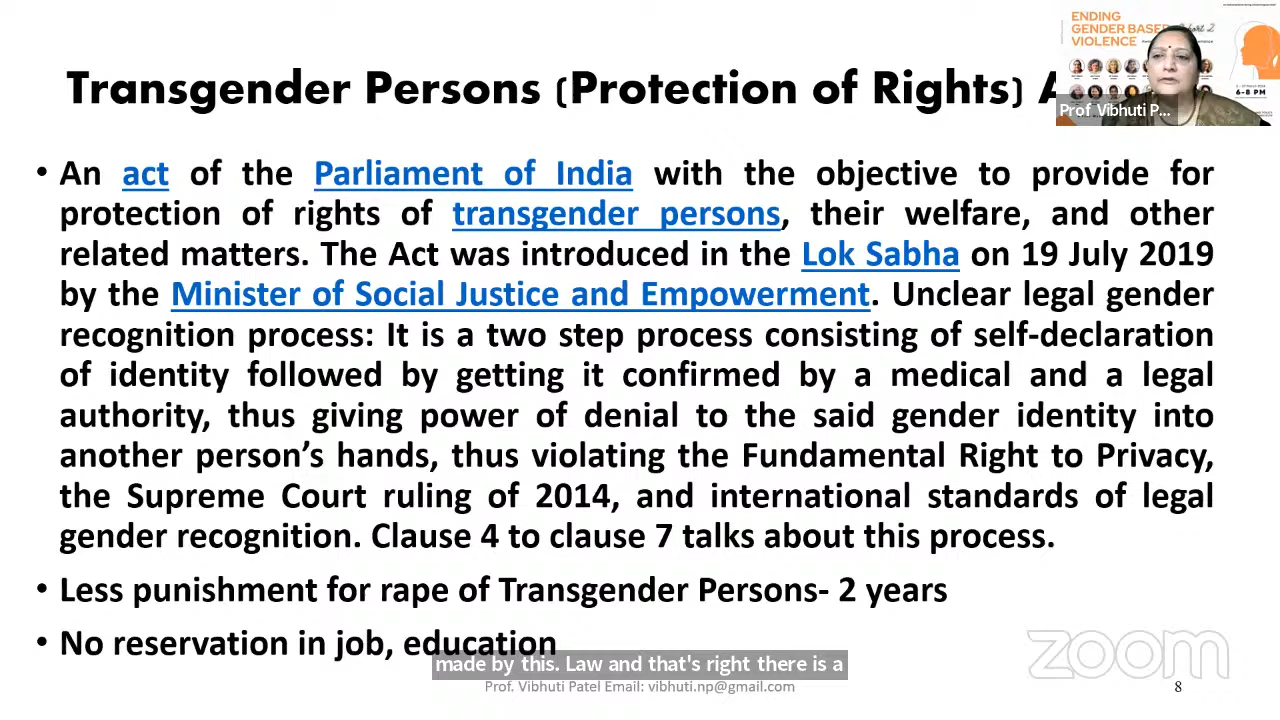 ENDING
GENDER BASED
VIOLENCE
6-8 PM
Prof Vibhuti P...
Transgender Persons (Protection of Rights) A
• An act of the Parliament of India with the objective to provide for
protection of rights of transgender persons, their welfare, and other
related matters. The Act was introduced in the Lok Sabha on 19 July 2019
by the Minister of Social Justice and Empowerment. Unclear legal gender
recognition process: It is a two step process consisting of self-declaration
of identity followed by getting it confirmed by a medical and a legal
authority, thus giving power of denial to the said gender identity into
another person's hands, thus violating the Fundamental Right to Privacy,
the Supreme Court ruling of 2014, and international standards of legal
gender recognition. Clause 4 to clause 7 talks about this process.
• Less punishment for rape of Transgender Persons- 2 years
• No reservation in job, education
made by this. Law and that's right there is a
Prof. Vibhuti Patel Email: vibhuti.np@gmail.com
8
zoom